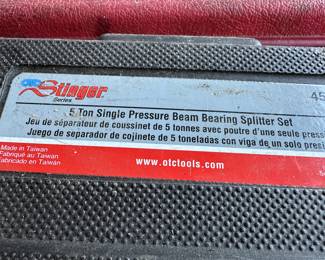 OTC Stinger
Series 45
5 Ton Single Pressure Beam Bearing Splitter Set
Jeu de séparateur de coussinet de 5 tonnes avec poutre d'une seule
Juego de separador de cojinete de 5 toneladas con viga de un solo
Made in Taiwan
Fabriqué au Taiwan
Fabricado en Taiwan
www.otctools.com